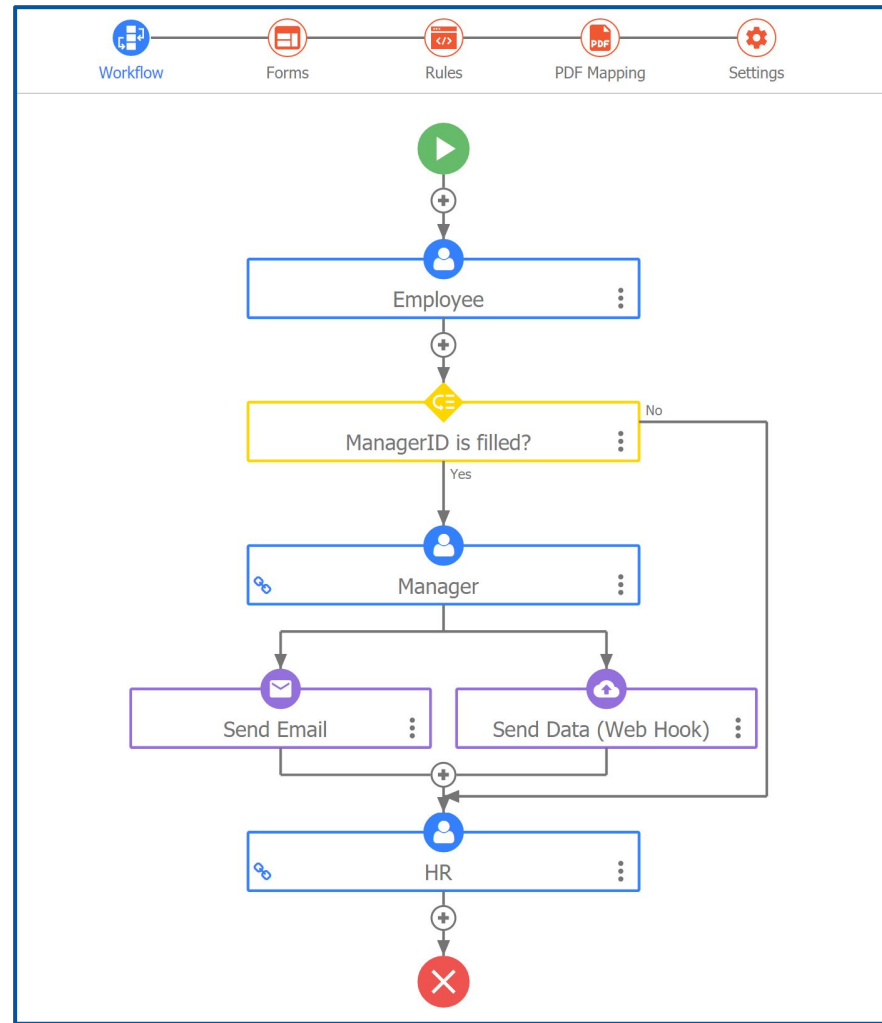 Workflow
Forms
Rules
PDF Mapping
Settings
Employee
ManagerID is filled?
No
Yes
Manager
Send Email
Send Data (Web Hook)
HR